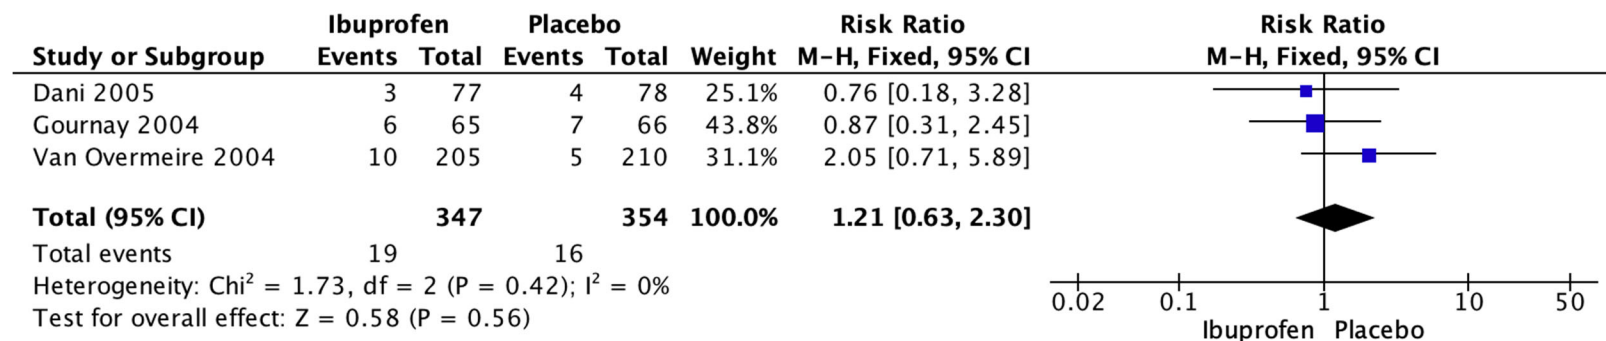 Ibuprofen Placebo Risk Ratio Risk Ratio
Study or Subgroup Events Total Events Total Weight M-H, Fixed, 95% CI M-H, Fixed, 95% CI
Dani 2005 3 77 4 78 25.1% 0.76 [0.18, 3.28]
Gournay 2004 6 65 7 66 43.8% 0.87 [0.31, 2.45]
Van Overmeire 2004 10 205 5 210 31.1% 2.05 [0.71, 5.89]
Total (95% CI) 347 354 100.0% 1.21 [0.63, 2.30]
Total events 19 16
Heterogeneity: Chi² = 1.73, df = 2 (P = 0.42); I² = 0%
Test for overall effect: Z = 0.58 (P = 0.56)
0.02 0.1 1 10 50
Ibuprofen Placebo